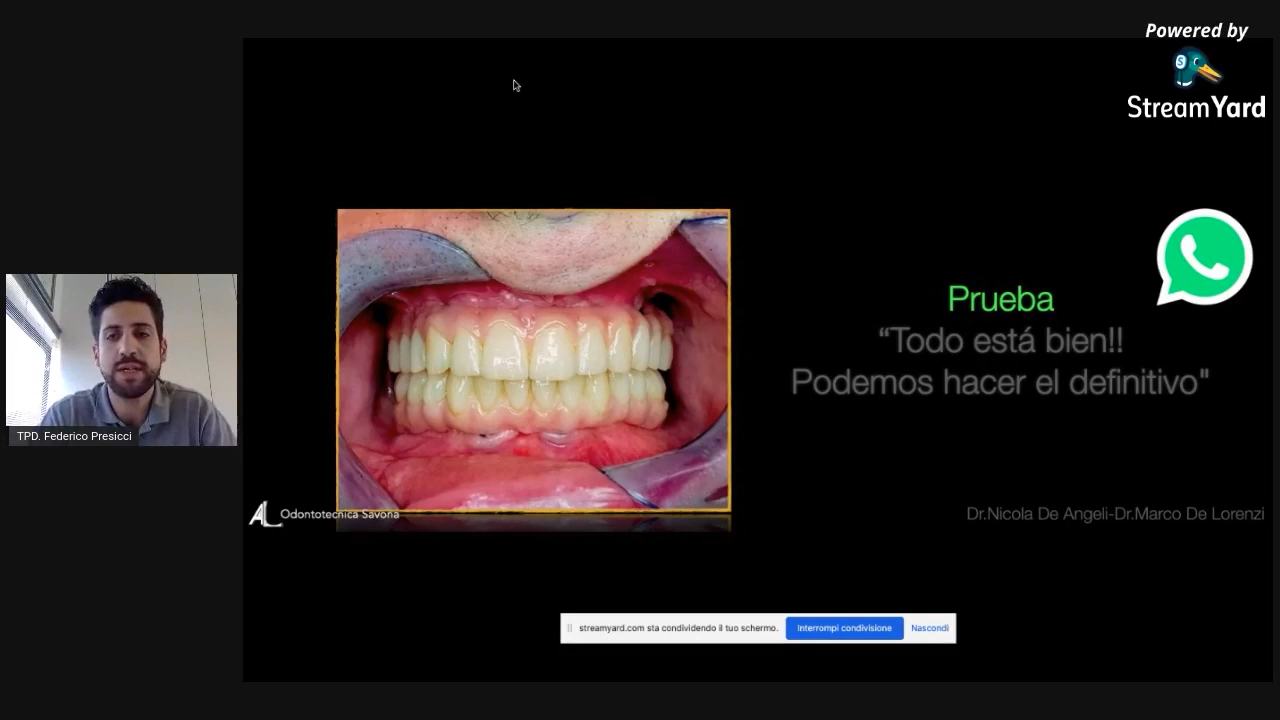 Powered by
StreamYard
Prueba
“Todo está bien!!
Podemos hacer el definitivo"
TPD. Federico Presicci
AL Odontotecnica Savona
Dr.Nicola De Angeli-Dr.Marco De Lorenzi
streamyard.com sta condividendo il tuo schermo. Interrompi condivisione Nascondi